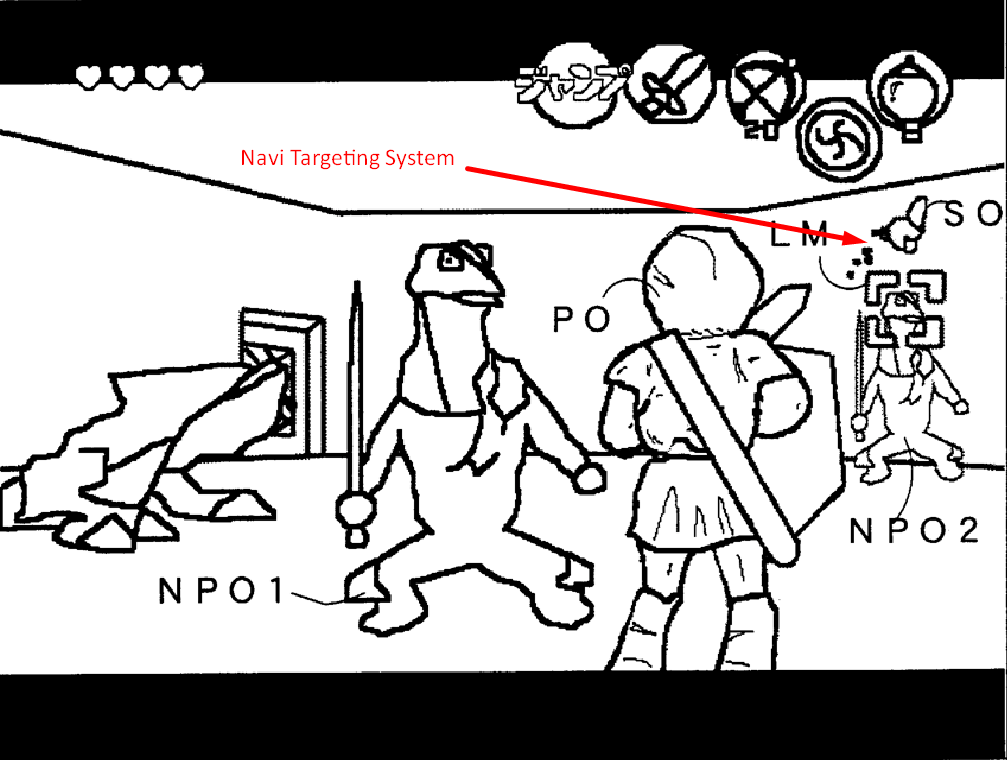 ジャンプ
20
Navi Targeting System
SO
LM
PO
NPO2
NPO1